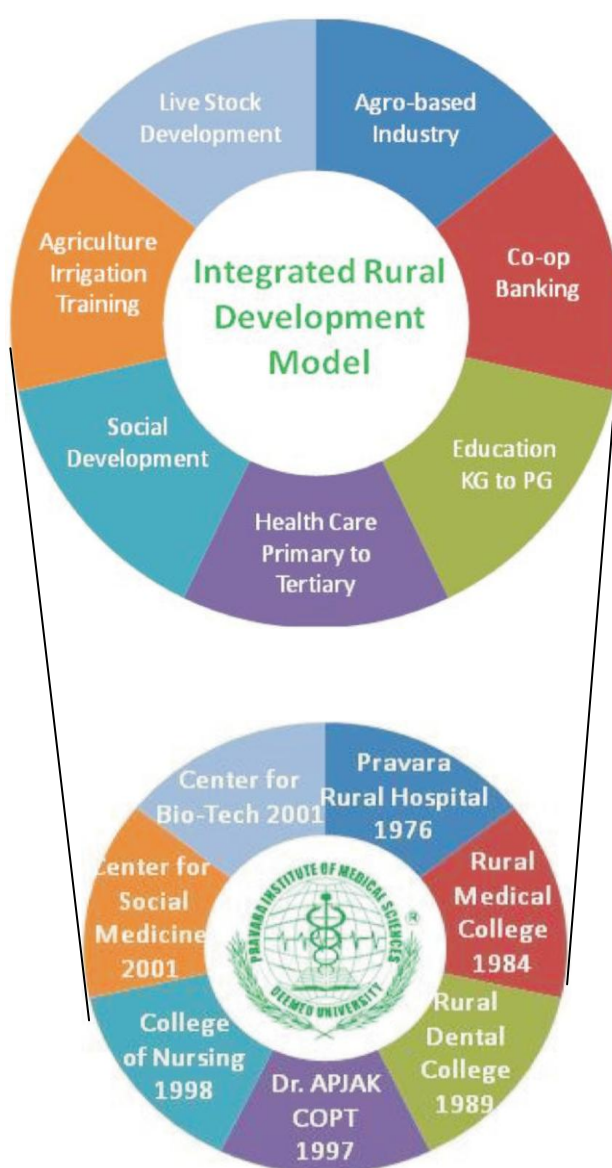 Live Stock
Development
Agro-based
Industry
Agriculture
Irrigation
Training
Integrated Rural
Development
Model
Co-op
Banking
Social
Development
Education
KG to PG
Health Care
Primary to
Tertiary
Center for
Bio-Tech 2001
Pravara
Rural Hospital
1976
Center for
Social
Medicine
2001
PRAVARA INSTITUTE OF MEDICAL SCIENCES
®
DEEMED UNIVERSITY
Rural
Medical
College
1984
College
of Nursing
1998
Dr. APJAK
COPT
1997
Rural
Dental
College
1989